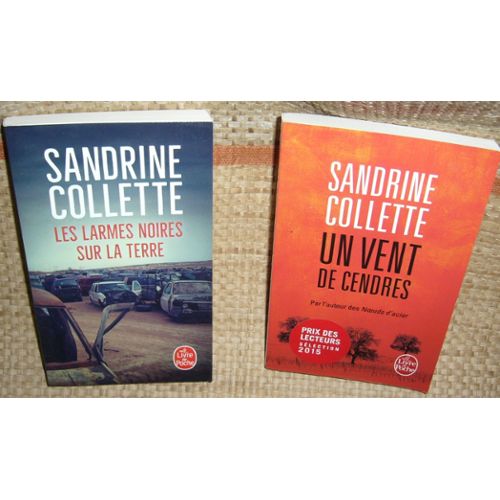 SANDRINE
COLLETTE
LES LARMES NOIRES
SUR LA TERRE
Le Livre
de Poche
SANDRINE
COLLETTE
UN VENT
DE CENDRES
Par l'auteur des Nœuds d'acier
PRIX DES
LECTEURS
SÉLECTION
2015
Le Livre
de Poche